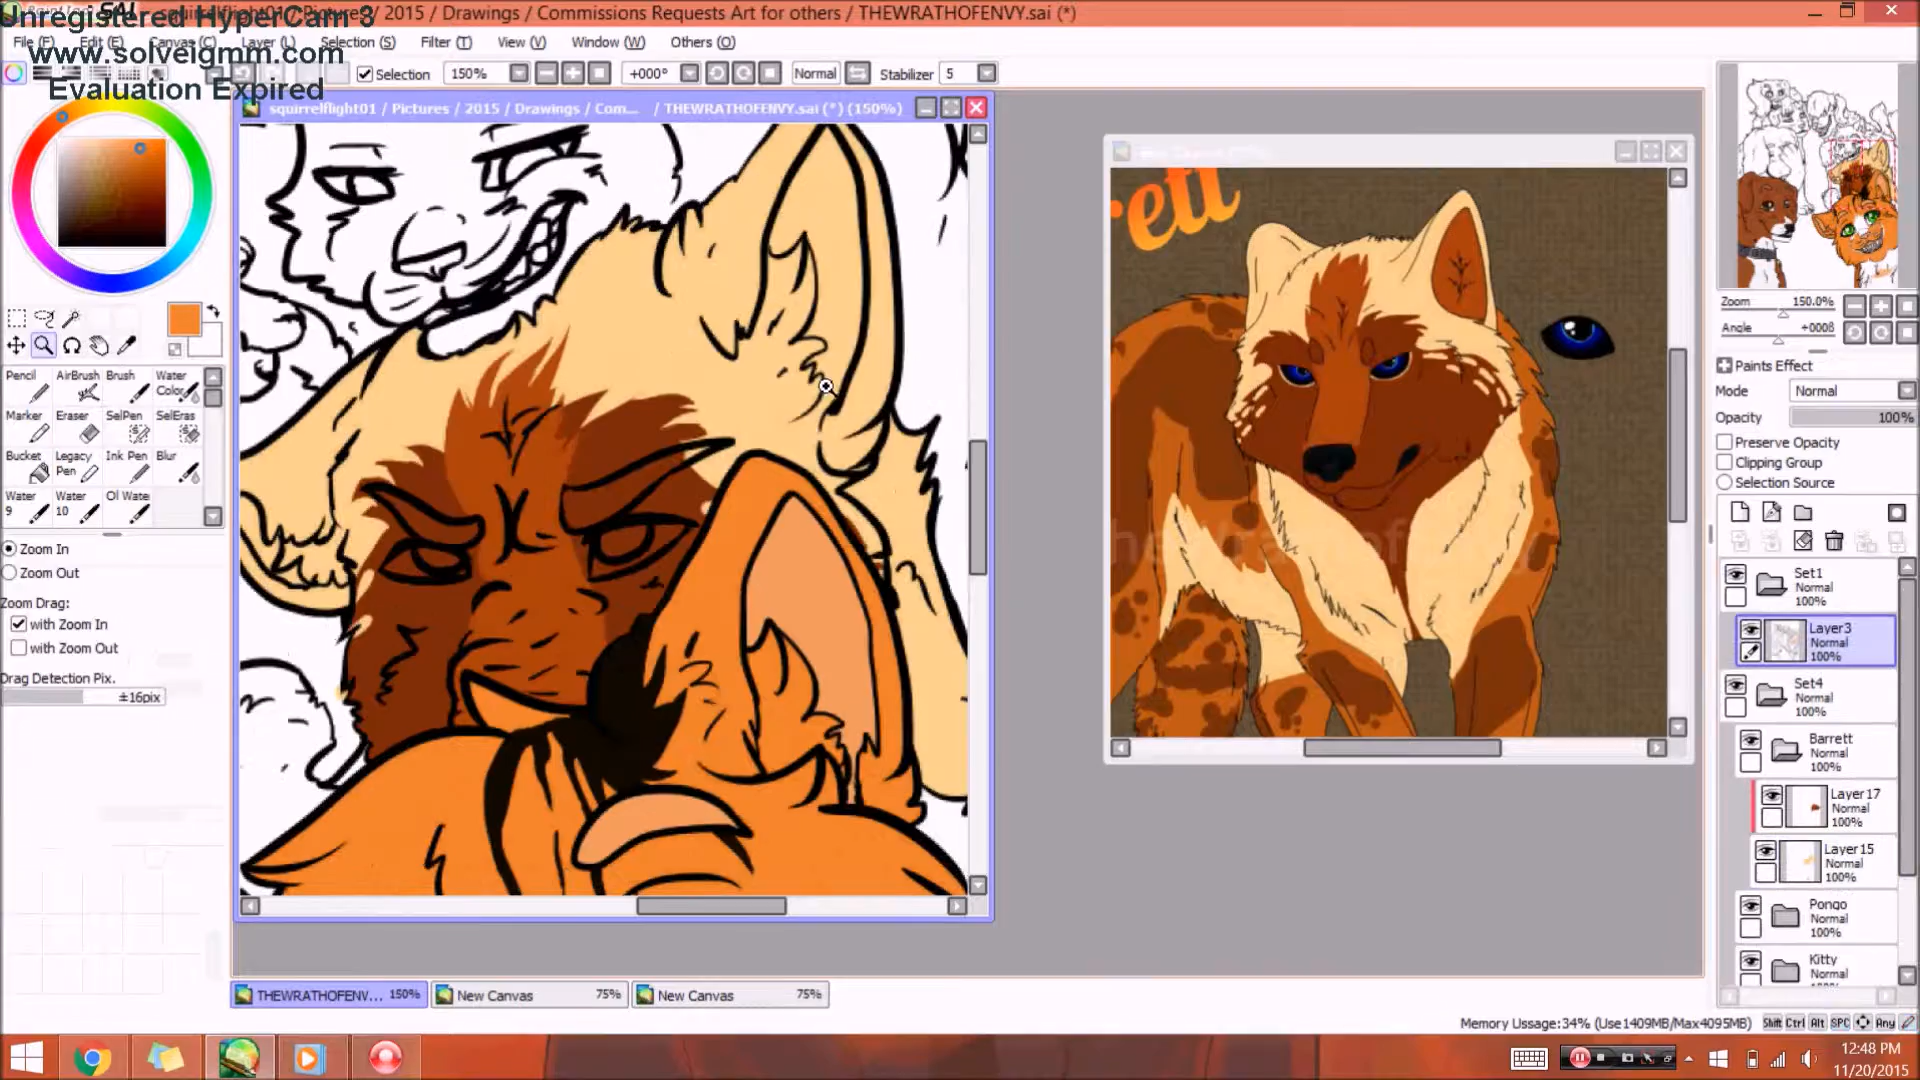 Unregistered HyperCam 3
www.solveigmm.com
Evaluation Expired
squirrelflight01 / Pictures / 2015 / Drawings / Commissions Requests Art for others / THEWRATHOFENVY.sai (*)
File (F) Edit (E) Canvas (C) Layer (L) Selection (S) Filter (T) View (V) Window (W) Others (O)
Selection 150% +000° Normal Stabilizer 5
squirrelflight01 / Pictures / 2015 / Drawings / Com... / THEWRATHOFENVY.sai (*) (150%)
ett
Pencil AirBrush Brush Water Color
Marker Eraser SelPen SelEras
Bucket Legacy Pen Ink Pen Blur
Water 9 Water 10 Ol Water
Zoom In
Zoom Out
Zoom Drag:
with Zoom In
with Zoom Out
Drag Detection Pix.
±16pix
Zoom 150.0%
Angle +000ß
Paints Effect
Mode Normal
Opacity 100%
Preserve Opacity
Clipping Group
Selection Source
Set1
Normal
100%
Layer3
Normal
100%
Set4
Normal
100%
Barrett
Normal
100%
Layer17
Normal
100%
Layer15
Normal
100%
Pongo
Normal
100%
Kitty
Normal
THEWRATHOFENV... 150% New Canvas 75% New Canvas 75%
Memory Ussage:34% (Use1409MB/Max4095MB) Shift Ctrl Alt SPC Any
12:48 PM
11/20/2015